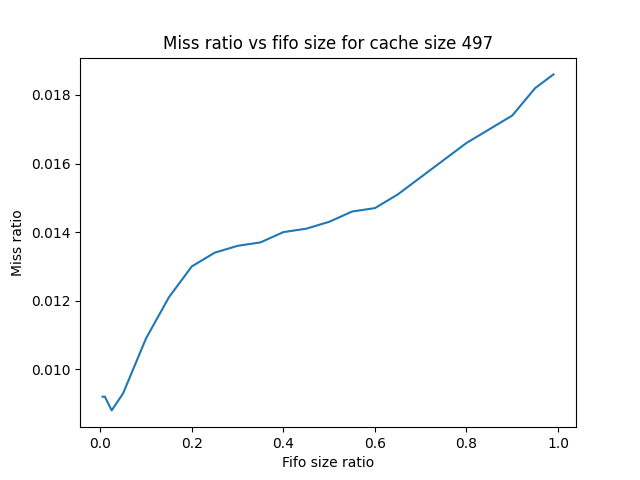 Miss ratio vs fifo size for cache size 497
0.018
0.016
0.014
0.012
0.010
Miss ratio
0.0 0.2 0.4 0.6 0.8 1.0
Fifo size ratio